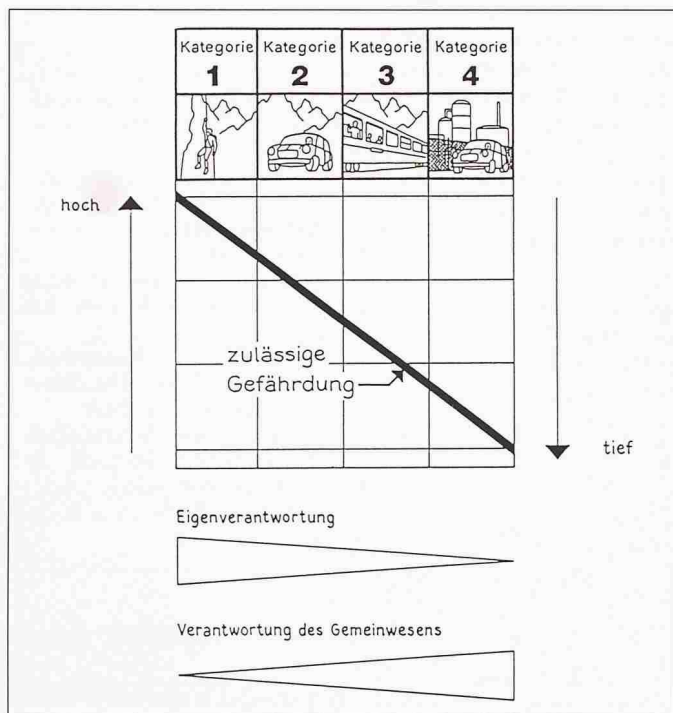 Kategorie Kategorie Kategorie Kategorie
1 2 3 4
hoch
zulässige
Gefährdung
tief
Eigenverantwortung
Verantwortung des Gemeinwesens